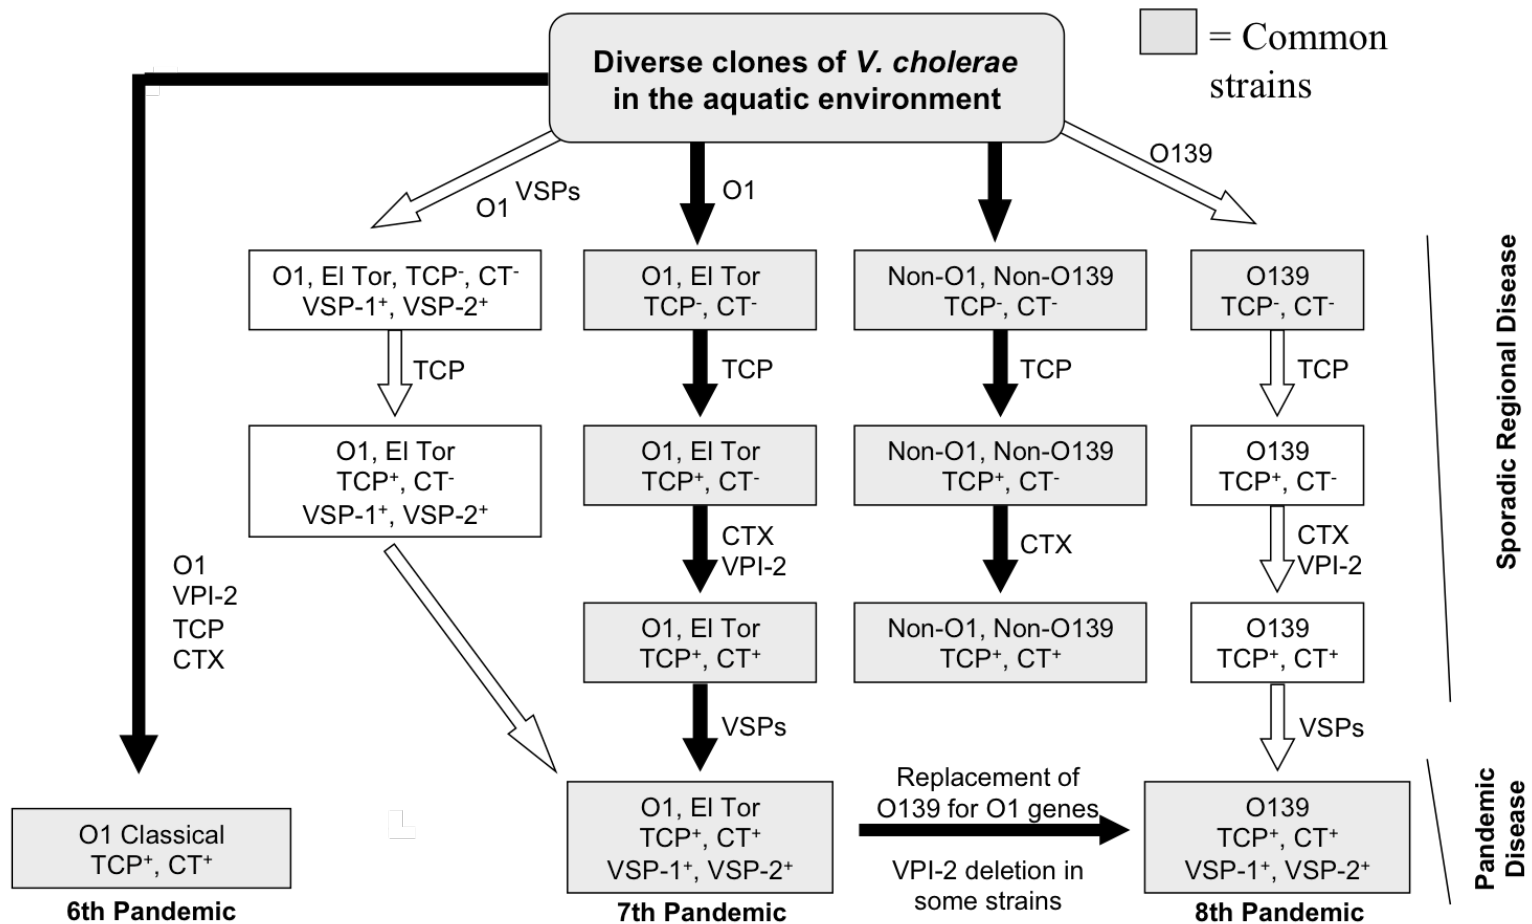 Diverse clones of V. cholerae
in the aquatic environment
= Common
strains
O1
VSPs
O1
O139
O1, El Tor, TCP⁻, CT⁻
VSP-1⁺, VSP-2⁺
O1, El Tor
TCP⁻, CT⁻
Non-O1, Non-O139
TCP⁻, CT⁻
O139
TCP⁻, CT⁻
TCP
TCP
TCP
TCP
O1, El Tor
TCP⁺, CT⁻
VSP-1⁺, VSP-2⁺
O1, El Tor
TCP⁺, CT⁻
Non-O1, Non-O139
TCP⁺, CT⁻
O139
TCP⁺, CT⁻
O1
VPI-2
TCP
CTX
CTX
VPI-2
CTX
CTX
VPI-2
O1, El Tor
TCP⁺, CT⁺
Non-O1, Non-O139
TCP⁺, CT⁺
O139
TCP⁺, CT⁺
VSPs
VSPs
Sporadic Regional Disease
O1 Classical
TCP⁺, CT⁺
6th Pandemic
O1, El Tor
TCP⁺, CT⁺
VSP-1⁺, VSP-2⁺
7th Pandemic
Replacement of
O139 for O1 genes
VPI-2 deletion in
some strains
O139
TCP⁺, CT⁺
VSP-1⁺, VSP-2⁺
8th Pandemic
Pandemic
Disease